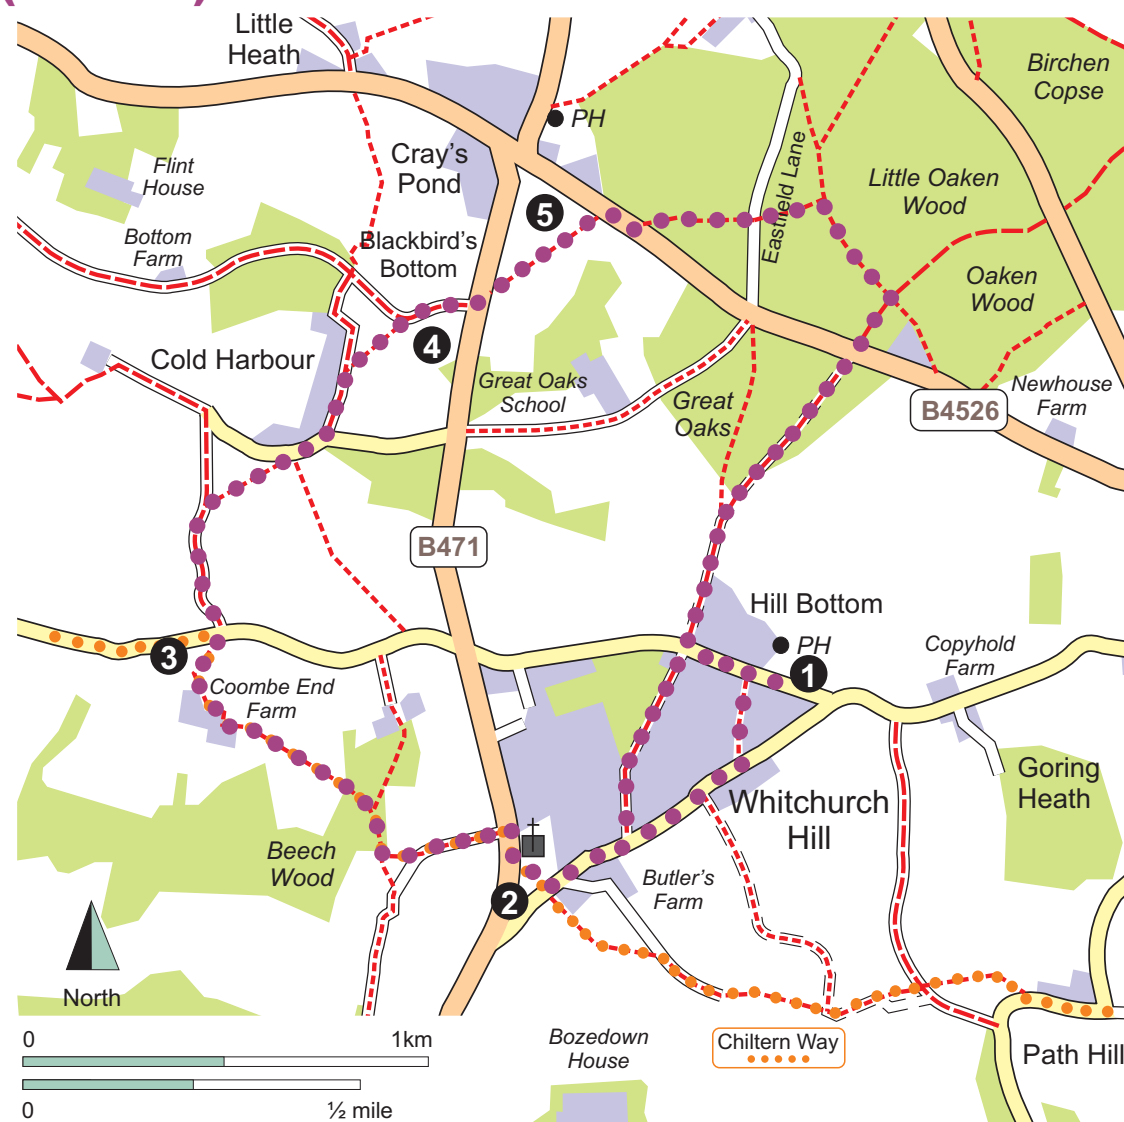 Little
Heath
Birchen
Copse
PH
Cray's
Pond
Flint
House
Little Oaken
Wood
Eastfield Lane
5
Bottom
Farm
Blackbird's
Bottom
Oaken
Wood
4
Cold Harbour
Great Oaks
School
Great
Oaks
Newhouse
Farm
B4526
B471
Hill Bottom
PH
Copyhold
Farm
3
1
Coombe End
Farm
Goring
Heath
Whitchurch
Hill
Beech
Wood
Butler's
Farm
2
North
0
1km
Bozedown
House
Chiltern Way
Path Hill
0
½ mile